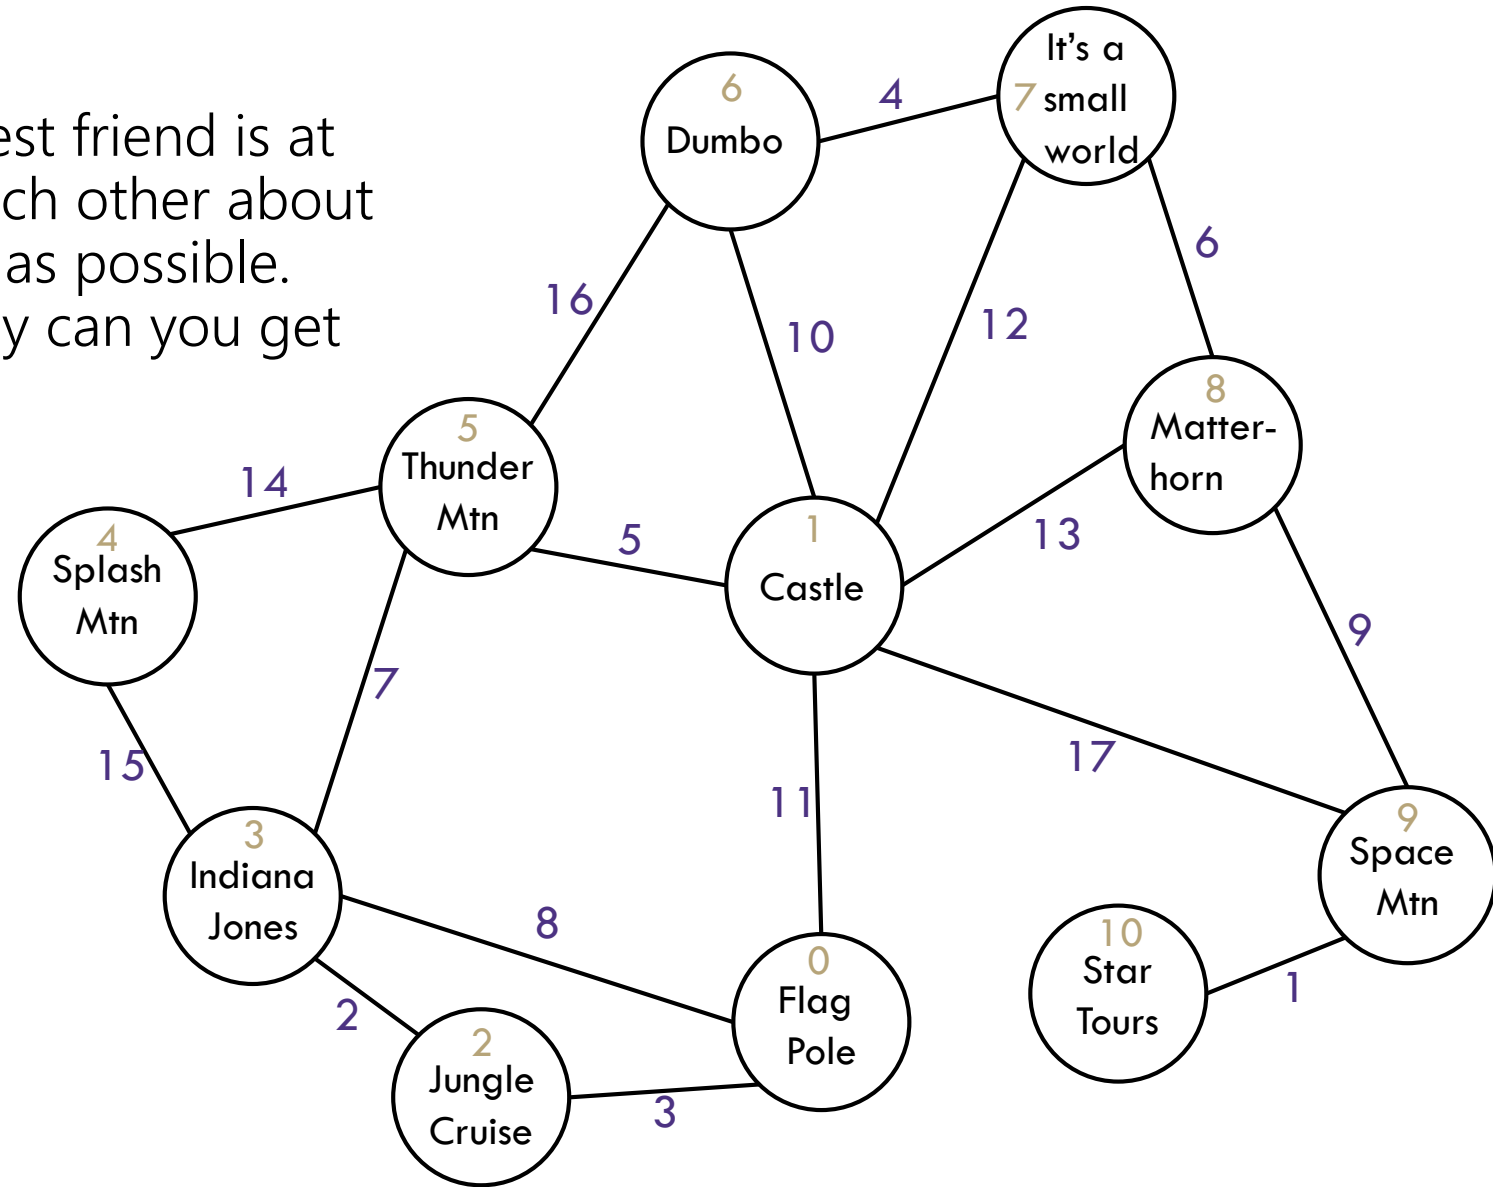 est friend is at
ch other about
as possible.
y can you get
6
Dumbo
4
It's a
7 small
world
16
10
12
6
8
Matter-
horn
5
Thunder
Mtn
14
4
Splash
Mtn
5
1
Castle
13
9
7
15
17
11
3
Indiana
Jones
8
9
Space
Mtn
0
Flag
Pole
10
Star
Tours
1
2
2
Jungle
Cruise
3